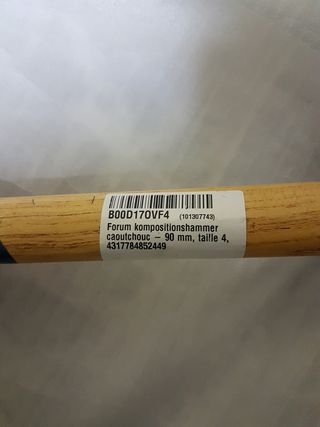 B00D17OVF4 (101307743)
Forum kompositionshammer
caoutchouc – 90 mm, taille 4,
4317784852449